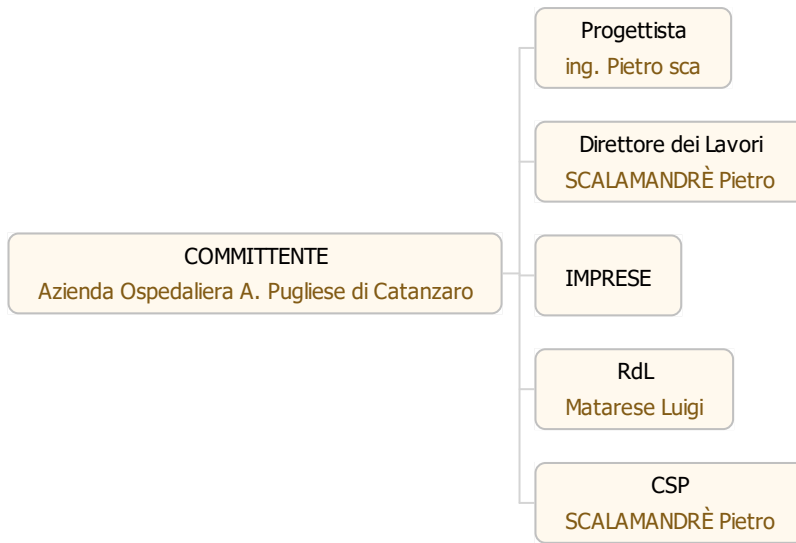 Progettista
ing. Pietro sca
Direttore dei Lavori
SCALAMANDRÈ Pietro
COMMITTENTE
Azienda Ospedaliera A. Pugliese di Catanzaro
IMPRESE
RdL
Matarese Luigi
CSP
SCALAMANDRÈ Pietro